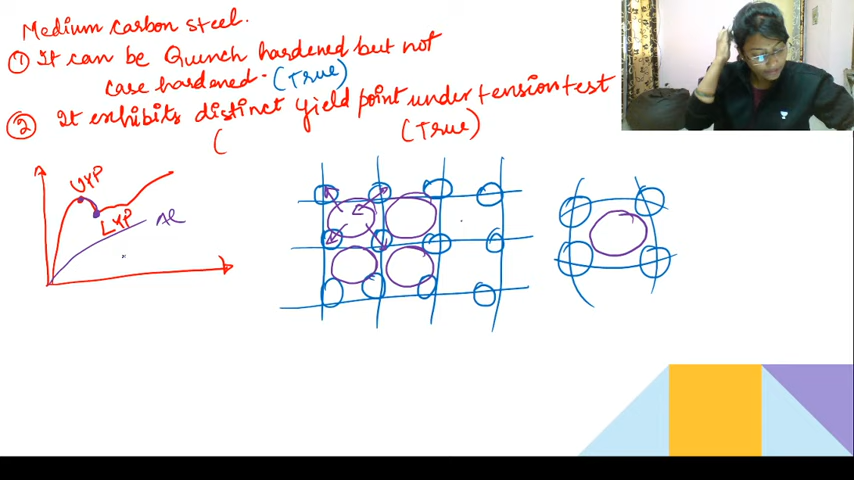 Medium carbon steel.
① It can be Qunch hardened but not
case hardened. (True)
② It exhibits distinct Yield point under tension test
( (True)
UYP
LYP
Al